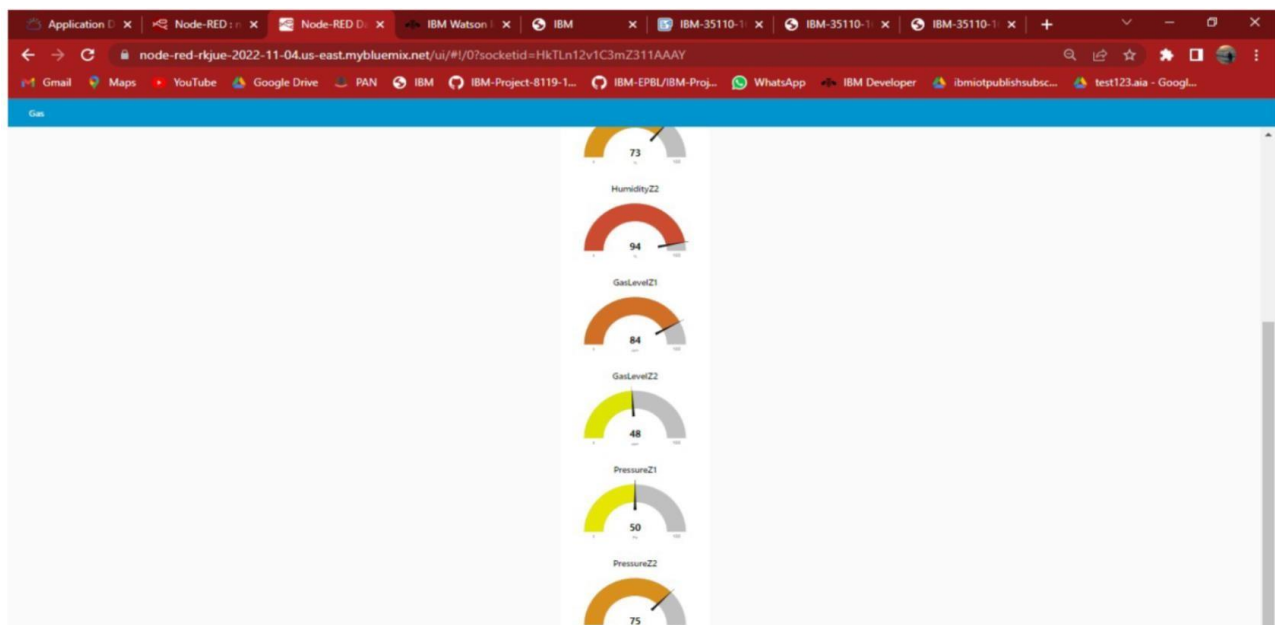 Application D Node-RED : n Node-RED Da IBM Watson I IBM IBM-35110-1 IBM-35110-1 IBM-35110-1
node-red-rkjue-2022-11-04.us-east.mybluemix.net/ui/#!/0?socketid=HkTLn12v1C3mZ311AAAY
Gmail Maps YouTube Google Drive PAN IBM IBM-Project-8119-1... IBM-EPBL/IBM-Proj... WhatsApp IBM Developer ibmiotpublishsubsc... test123.aia - Googl...
Gas
73
HumidityZ2
94
GasLevelZ1
84
GasLevelZ2
48
PressureZ1
50
PressureZ2
75